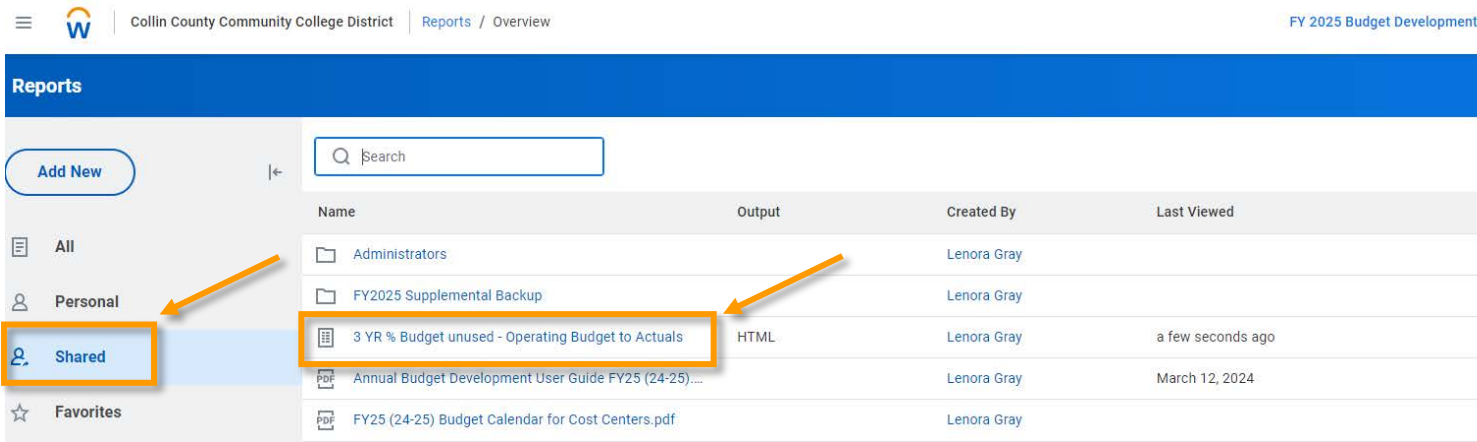 Collin County Community College District Reports / Overview FY 2025 Budget Development
Reports
Add New
Search
Name Output Created By Last Viewed
All
Administrators Lenora Gray
Personal
FY2025 Supplemental Backup Lenora Gray
3 YR % Budget unused - Operating Budget to Actuals HTML Lenora Gray a few seconds ago
Shared
PDF Annual Budget Development User Guide FY25 (24-25).... Lenora Gray March 12, 2024
Favorites
PDF FY25 (24-25) Budget Calendar for Cost Centers.pdf Lenora Gray